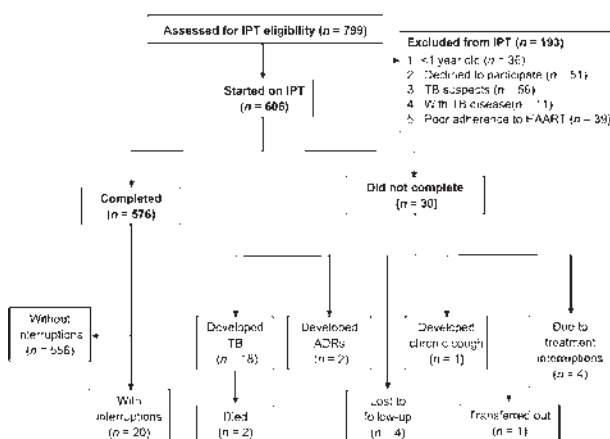 Assessed for IPT eligibility (n = 799)
Excluded from IPT (n = 193)
1 <1 year old (n = 36)
2 Declined to participate (n = 51)
3 TB suspects (n = 56)
4 With TB disease(n = 11)
5 Poor adherence to HAART (n = 39)
Started on IPT
(n = 606)
Completed
(n = 576)
Did not complete
(n = 30)
Without
interruptions
(n = 556)
With
interruptions
(n = 20)
Developed
TB
(n = 18)
Developed
ADRs
(n = 2)
Developed
chronic cough
(n = 1)
Due to
treatment
interruptions
(n = 4)
Died
(n = 2)
Lost to
follow-up
(n = 4)
Transferred out
(n = 1)